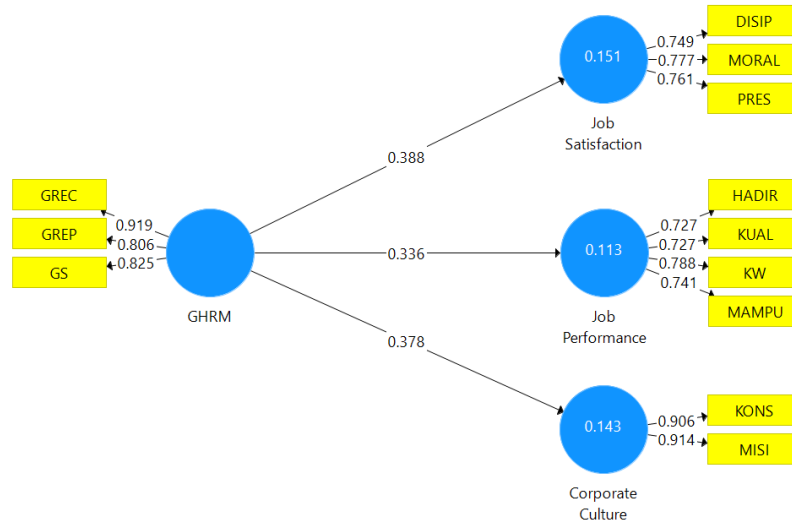 GREC
GREP
GS
0.919
0.806
0.825
GHRM
0.388
0.336
0.378
0.151
Job
Satisfaction
0.749
0.777
0.761
DISIP
MORAL
PRES
0.113
Job
Performance
0.727
0.727
0.788
0.741
HADIR
KUAL
KW
MAMPU
0.143
Corporate
Culture
0.906
0.914
KONS
MISI